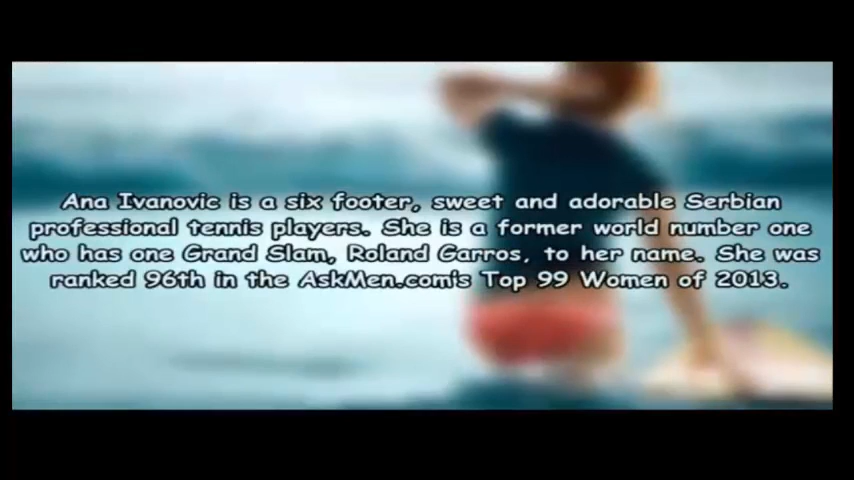 Ana Ivanovic is a six footer, sweet and adorable Serbian
professional tennis players. She is a former world number one
who has one Grand Slam, Roland Garros, to her name. She was
ranked 96th in the AskMen.com's Top 99 Women of 2013.